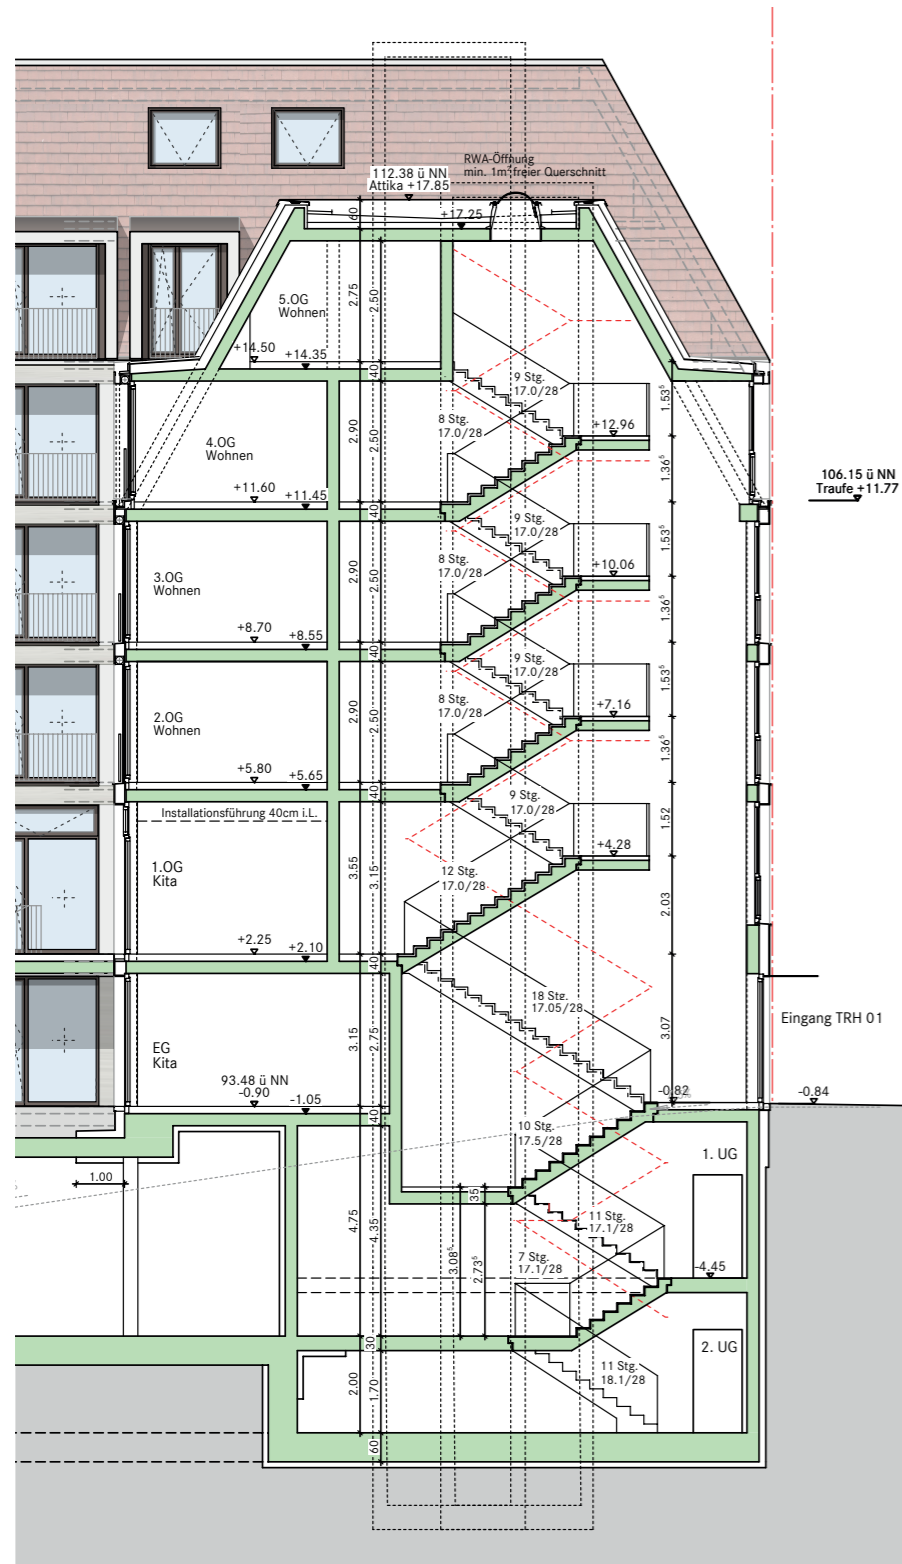 RWA-Öffnung
min. 1m² freier Querschnitt
112.38 ü NN
Attika +17.85
+17.25
60
5.OG
Wohnen
2.75
2.50
+14.50
+14.35
40
9 Stg.
17.0/28
8 Stg.
17.0/28
1.53⁵
+12.96
4.OG
Wohnen
2.90
2.50
1.36⁵
106.15 ü NN
Traufe +11.77
+11.60
+11.45
40
9 Stg.
17.0/28
8 Stg.
17.0/28
1.53⁵
+10.06
3.OG
Wohnen
2.90
2.50
1.36⁵
+8.70
+8.55
40
9 Stg.
17.0/28
8 Stg.
17.0/28
1.53⁵
+7.16
2.OG
Wohnen
2.90
2.50
1.36⁵
+5.80
+5.65
40
9 Stg.
17.0/28
1.52
Installationsführung 40cm i.L.
+4.28
1.OG
Kita
3.55
3.15
12 Stg.
17.0/28
2.03
+2.25
+2.10
40
18 Stg.
17.05/28
Eingang TRH 01
3.07
EG
Kita
3.15
2.75
93.48 ü NN
-0.90
-1.05
-0.82
-0.84
40
10 Stg.
17.5/28
1. UG
1.00
35
11 Stg.
17.1/28
4.75
4.35
3.08⁵
2.73⁵
7 Stg.
17.1/28
-4.45
30
2. UG
2.00
1.70
11 Stg.
18.1/28
60